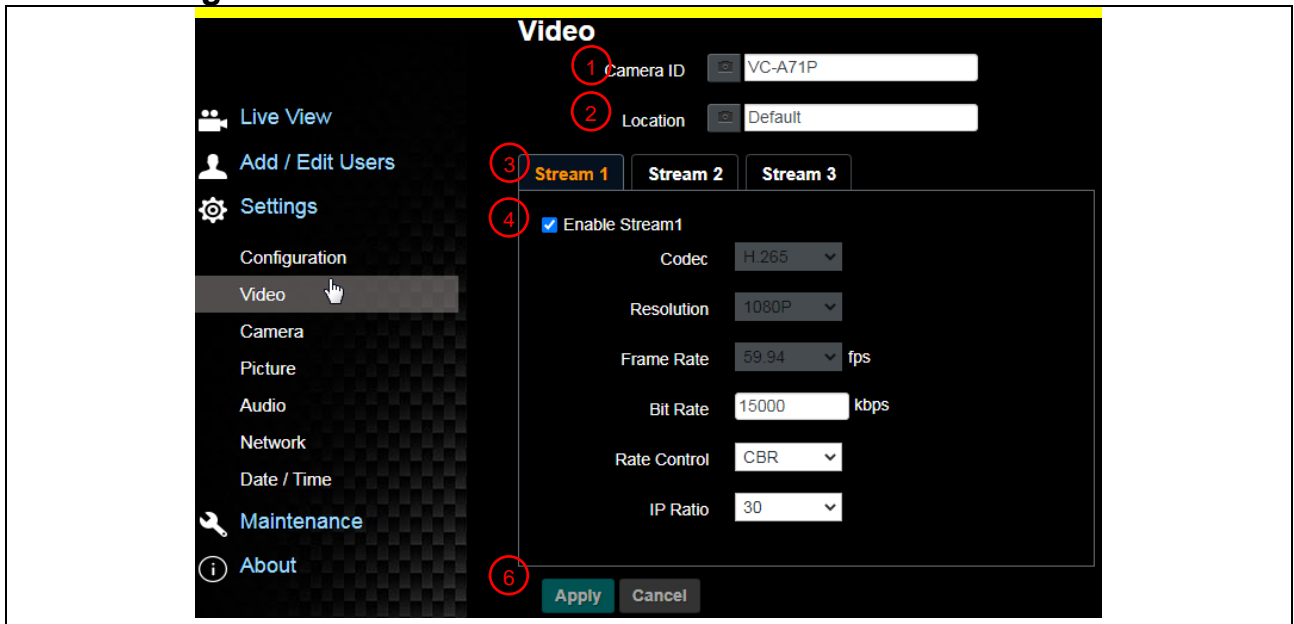 Video
1 Camera ID VC-A71P
2 Location Default
Live View
Add / Edit Users
Settings
Configuration
Video
Camera
Picture
Audio
Network
Date / Time
Maintenance
About
3 Stream 1 Stream 2 Stream 3
4 Enable Stream1
Codec H.265
Resolution 1080P
Frame Rate 59.94 fps
Bit Rate 15000 kbps
Rate Control CBR
IP Ratio 30
6 Apply Cancel